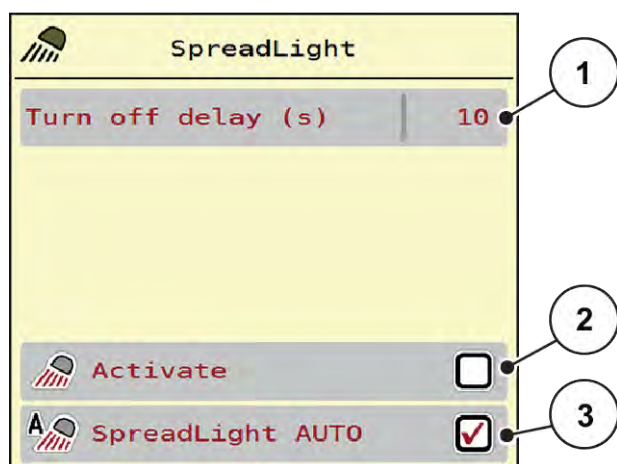 SpreadLight
1
Turn off delay (s) 10
2
Activate
3
A SpreadLight AUTO